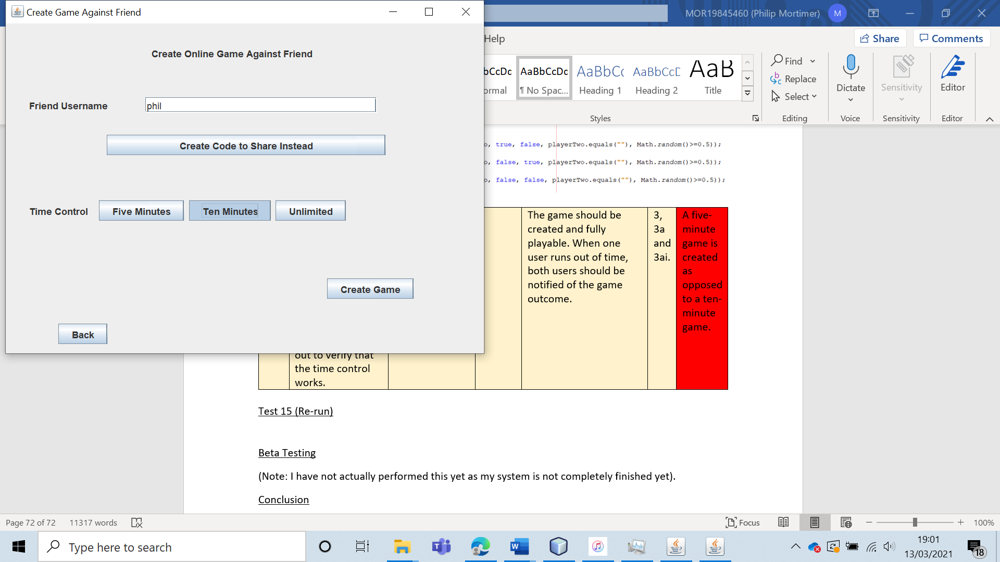 Create Game Against Friend
MOR19845460 (Philip Mortimer)
M
Help
Share
Comments
Create Online Game Against Friend
Friend Username
phil
Create Code to Share Instead
Time Control
Five Minutes
Ten Minutes
Unlimited
Create Game
Back
bCcDc
ormal
AaBbCcDc
¶ No Spac...
AaBbCc
Heading 1
AaBbCcD
Heading 2
AaB
Title
Styles
Find
Replace
Select
Editing
Dictate
Voice
Sensitivity
Sensitivity
Editor
Editor
o, true, false, playerTwo.equals(""), Math.random()>=0.5));
o, false, true, playerTwo.equals(""), Math.random()>=0.5));
o, false, false, playerTwo.equals(""), Math.random()>=0.5));
out to verify that
the time control
works.
The game should be
created and fully
playable. When one
user runs out of time,
both users should be
notified of the game
outcome.
3,
3a
and
3ai.
A five-
minute
game is
created
as
opposed
to a ten-
minute
game.
Test 15 (Re-run)
Beta Testing
(Note: I have not actually performed this yet as my system is not completely finished yet).
Conclusion
Page 72 of 72
11317 words
Focus
100%
Type here to search
19:01
13/03/2021
18